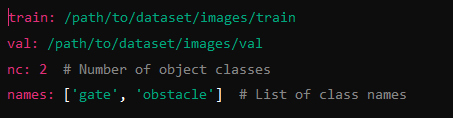 train: /path/to/dataset/images/train
val: /path/to/dataset/images/val
nc: 2  # Number of object classes
names: ['gate', 'obstacle']  # List of class names